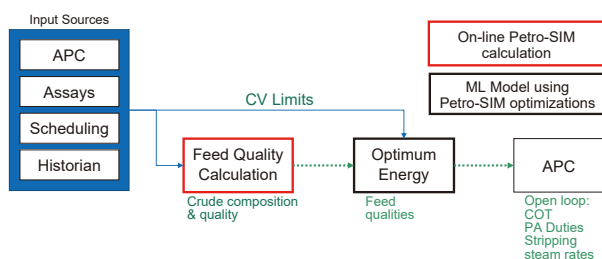 Input Sources
APC
Assays
Scheduling
Historian
CV Limits
On-line Petro-SIM
calculation
ML Model using
Petro-SIM optimizations
Feed Quality
Calculation
Crude composition
& quality
Optimum
Energy
Feed
qualities
APC
Open loop:
COT
PA Duties
Stripping
steam rates